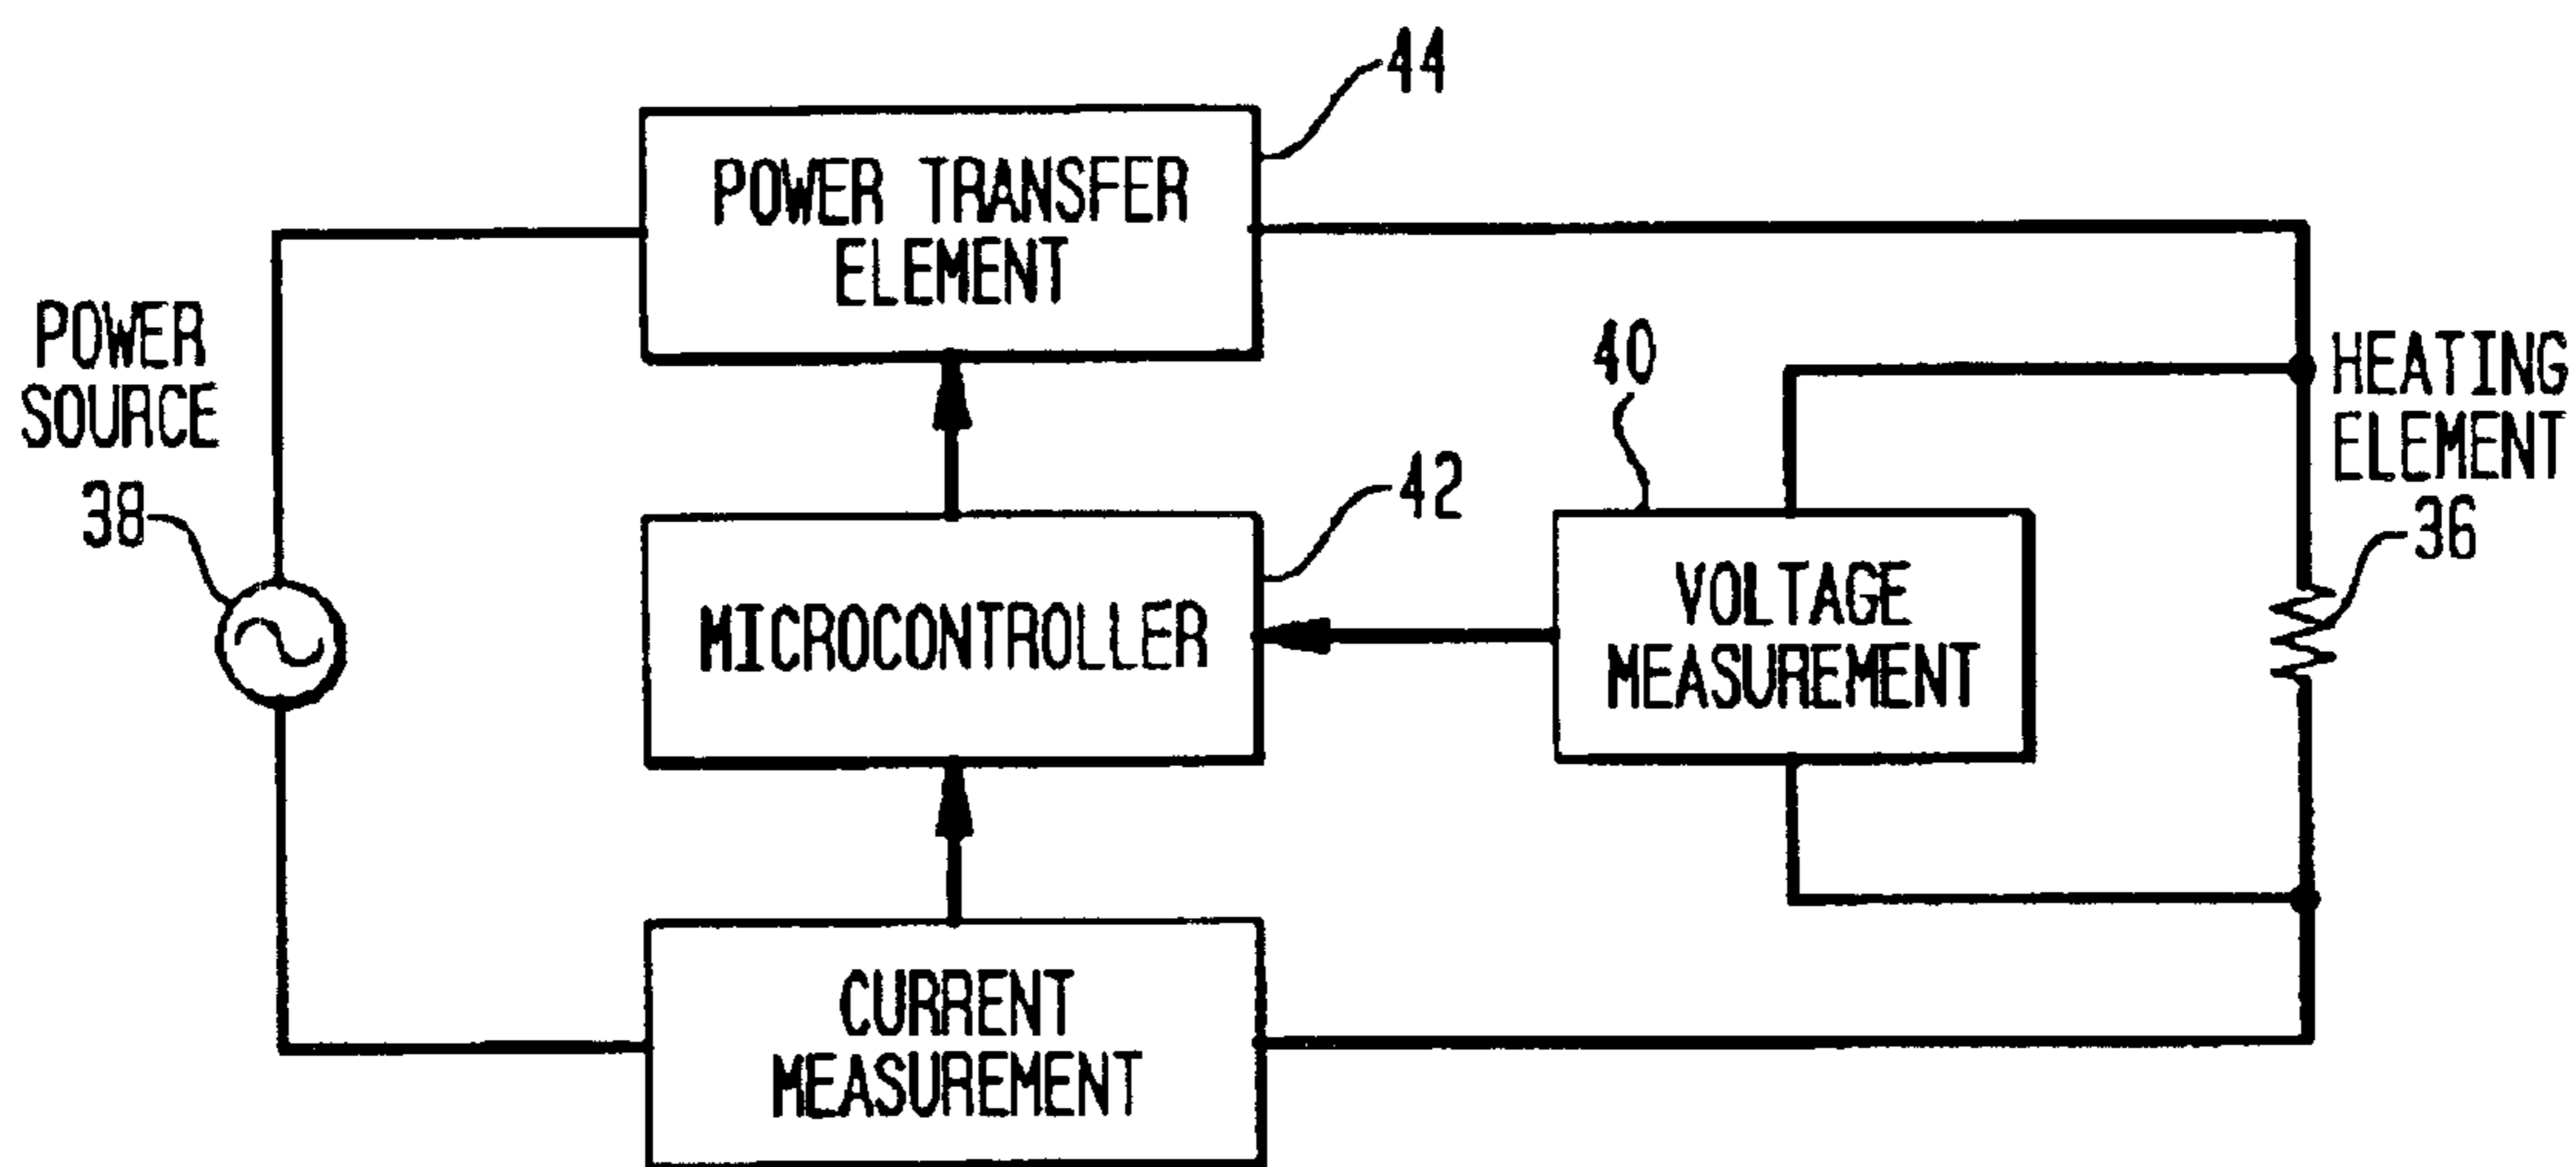 44
POWER TRANSFER
ELEMENT
POWER
SOURCE
38
40
HEATING
ELEMENT
36
42
MICROCONTROLLER
VOLTAGE
MEASUREMENT
CURRENT
MEASUREMENT